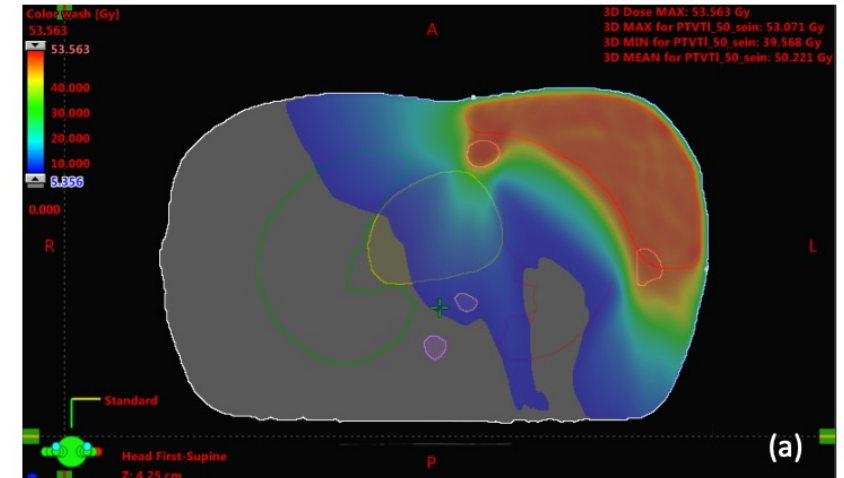 Color wash [Gy]
53.563
53.563
40.000
30.000
20.000
10.000
5.356
0.000
3D Dose MAX: 53.563 Gy
3D MAX for PTVTI_50_sein: 53.071 Gy
3D MIN for PTVTI_50_sein: 39.568 Gy
3D MEAN for PTVTI_50_sein: 50.221 Gy
A
R
L
Standard
Head First-Supine
Z: 4.25 cm
P
(a)